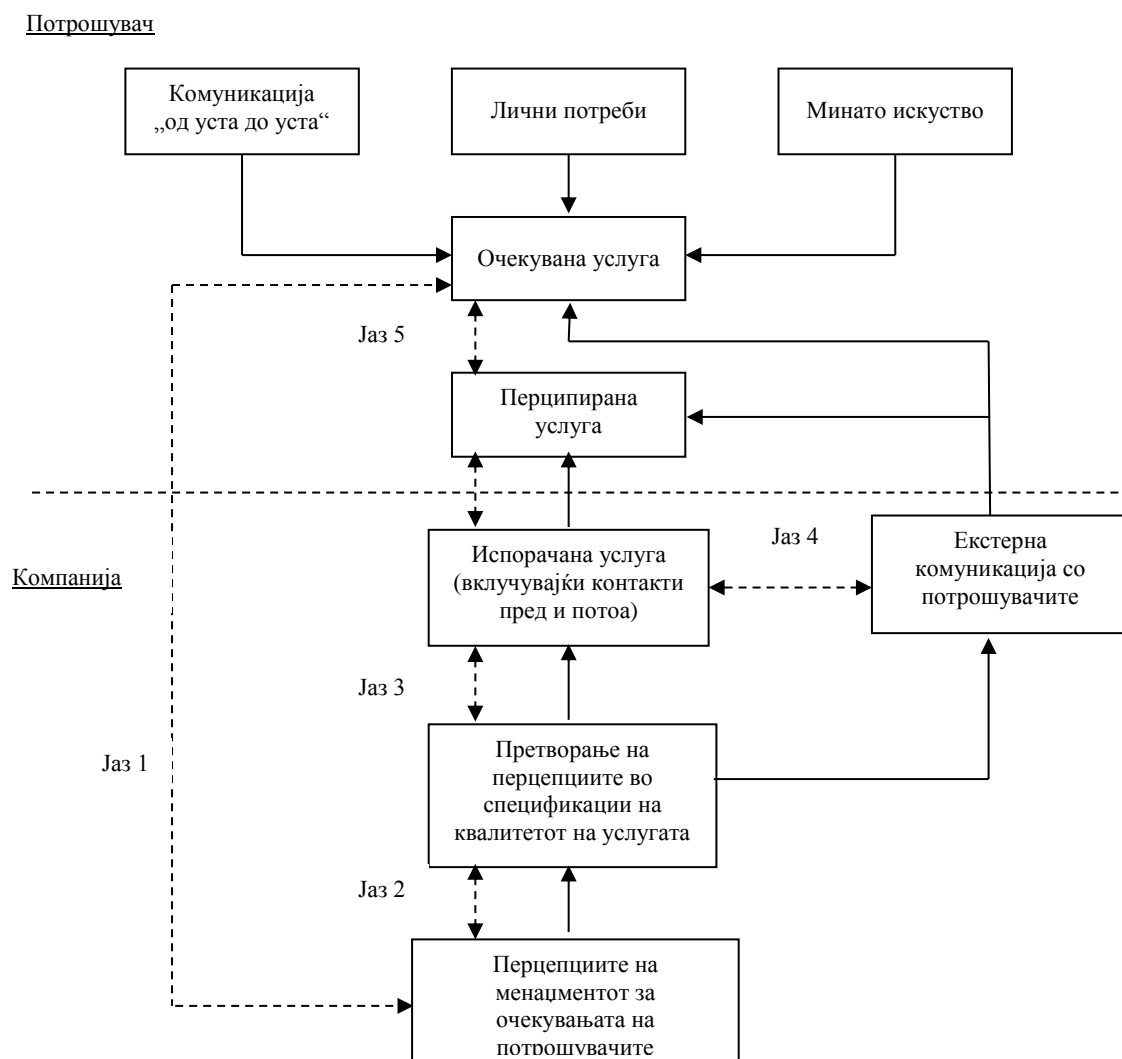 Потрошувач
Комуникација
„од уста до уста“
Лични потреби
Минато искуство
Очекувана услуга
Јаз 5
Перципирана
услуга
Испорачана услуга
(вклучувајќи контакти
пред и потоа)
Јаз 4
Екстерна
комуникација со
потрошувачите
Компанија
Јаз 3
Јаз 1
Претворање на
перцепциите во
спецификации на
квалитетот на услугата
Јаз 2
Перцепциите на
менаџментот за
очекувањата на
потрошувачите